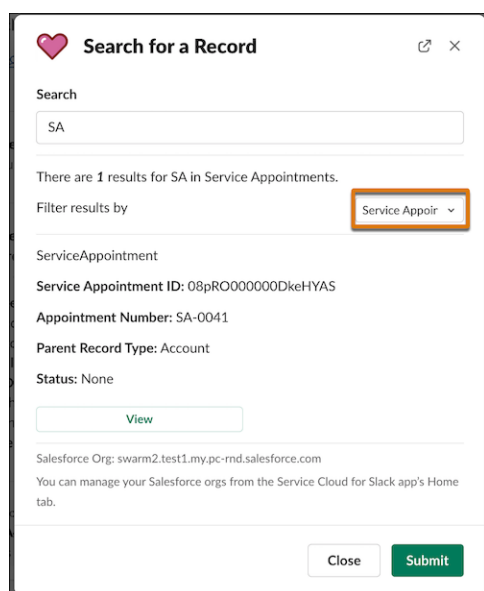 Search for a Record
Search
SA
There are 1 results for SA in Service Appointments.
Filter results by
Service Appoir
ServiceAppointment
Service Appointment ID: 08pRO000000DkeHYAS
Appointment Number: SA-0041
Parent Record Type: Account
Status: None
View
Salesforce Org: swarm2.test1.my.pc-rnd.salesforce.com
You can manage your Salesforce orgs from the Service Cloud for Slack app's Home
tab.
Close
Submit